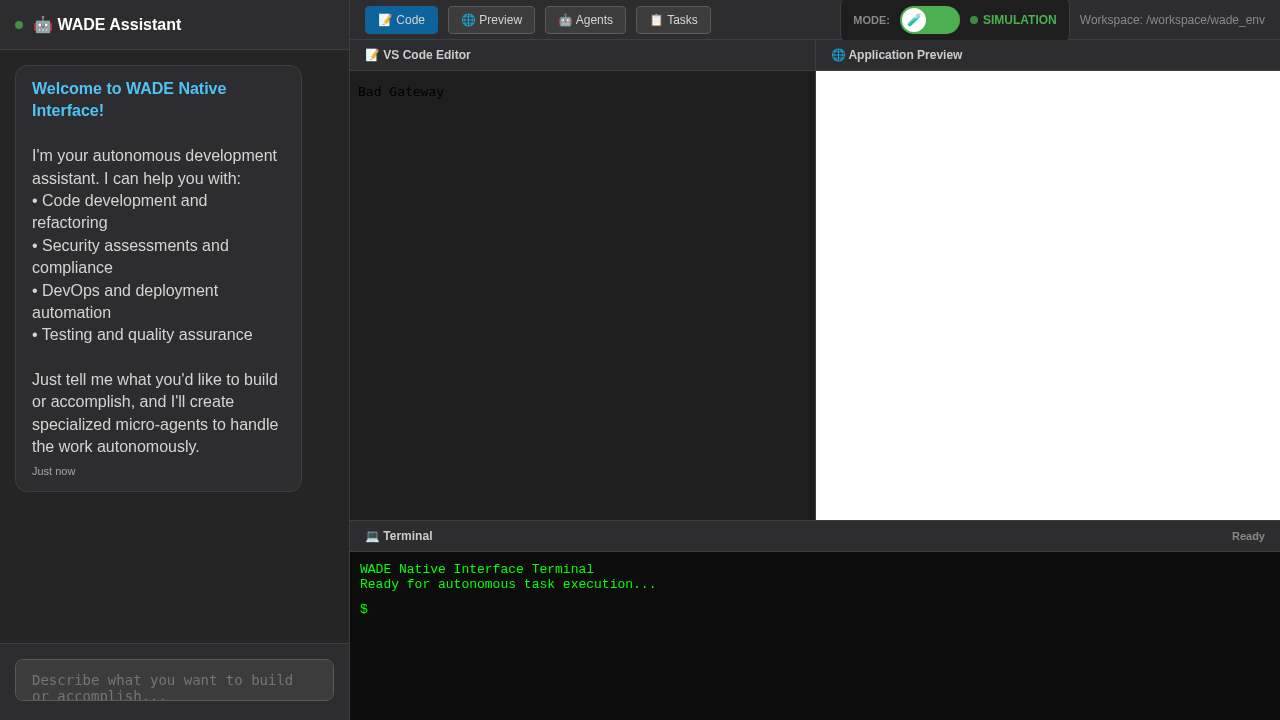 🤖 WADE Assistant
Welcome to WADE Native
Interface!
I'm your autonomous development
assistant. I can help you with:
• Code development and
refactoring
• Security assessments and
compliance
• DevOps and deployment
automation
• Testing and quality assurance
Just tell me what you'd like to build
or accomplish, and I'll create
specialized micro-agents to handle
the work autonomously.
Just now
Describe what you want to build
or accomplish...
📝 Code
🌐 Preview
🤖 Agents
📋 Tasks
MODE:
🧪
SIMULATION
Workspace: /workspace/wade_env
📝 VS Code Editor
Bad Gateway
🌐 Application Preview
💻 Terminal
Ready
WADE Native Interface Terminal
Ready for autonomous task execution...
$